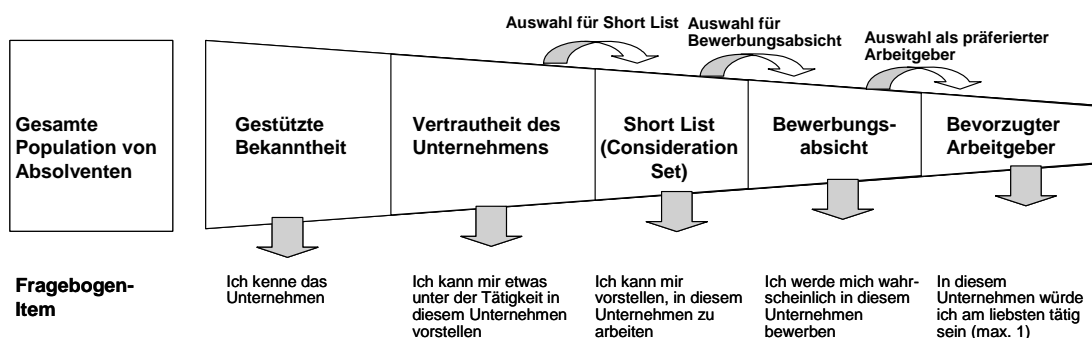 Auswahl für Short List
Auswahl für
Bewerbungsabsicht
Auswahl als präferierter
Arbeitgeber
Gesamte
Population von
Absolventen
Gestützte
Bekanntheit
Vertrautheit des
Unternehmens
Short List
(Consideration
Set)
Bewerbungs-
absicht
Bevorzugter
Arbeitgeber
Fragebogen-
Item
Ich kenne das
Unternehmen
Ich kann mir etwas
unter der Tätigkeit in
diesem Unternehmen
vorstellen
Ich kann mir
vorstellen, in diesem
Unternehmen zu
arbeiten
Ich werde mich wahr-
scheinlich in diesem
Unternehmen
bewerben
In diesem
Unternehmen würde
ich am liebsten tätig
sein (max. 1)